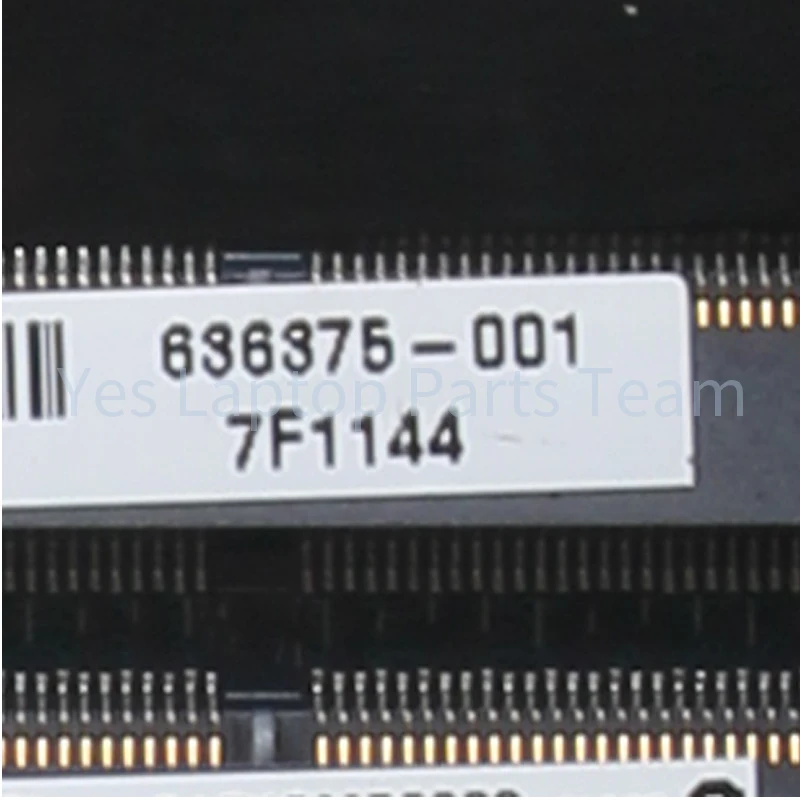 636375-001
Yes Laptop Parts Team
7F1144